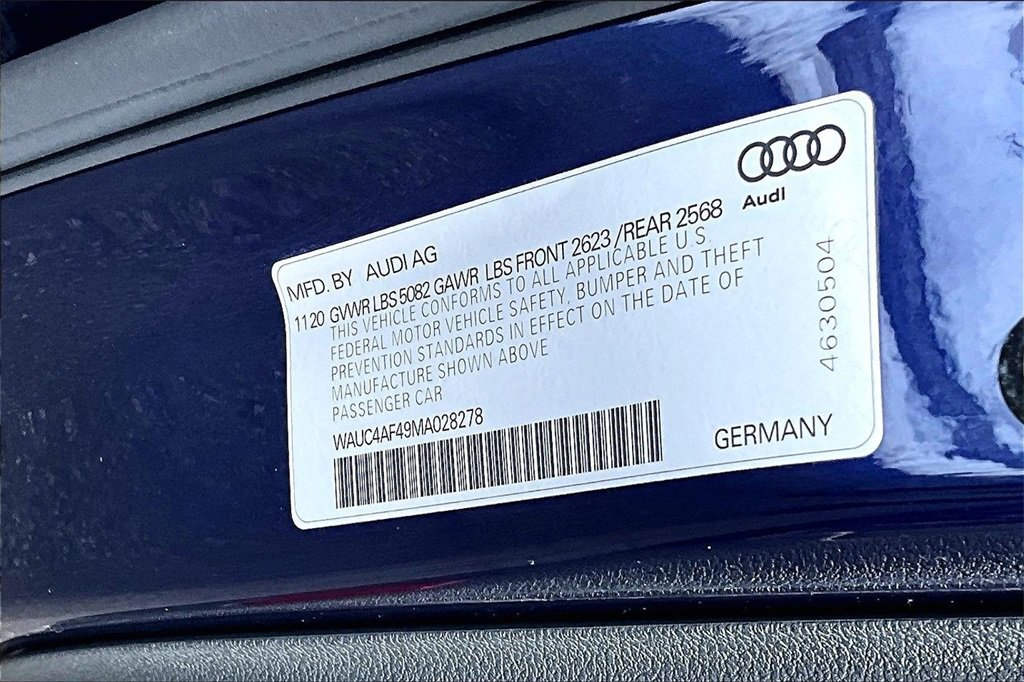 Audi
MFD. BY AUDI AG
1120 GVWR LBS 5082 GAWR LBS FRONT 2623 / REAR 2568
THIS VEHICLE CONFORMS TO ALL APPLICABLE U.S.
FEDERAL MOTOR VEHICLE SAFETY, BUMPER AND THEFT
PREVENTION STANDARDS IN EFFECT ON THE DATE OF
MANUFACTURE SHOWN ABOVE
PASSENGER CAR
WAUC4AF49MA028278
GERMANY
4630504